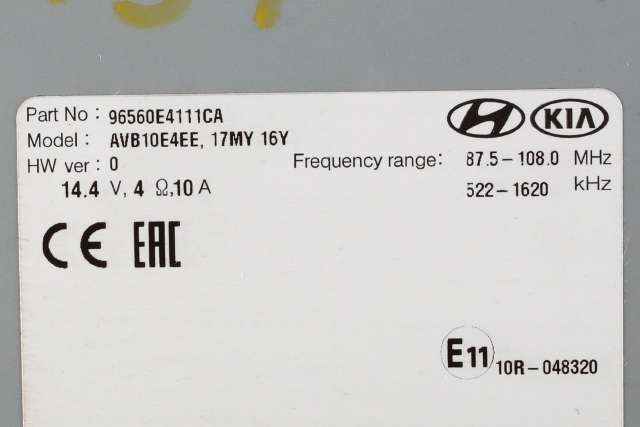 Part No : 96560E4111CA
Model : AVB10E4EE, 17MY 16Y
HW ver : 0
14.4 V, 4 Ω, 10 A
KIA
Frequency range: 87.5-108.0 MHz
522-1620 kHz
CE EAC
E11 10R-048320